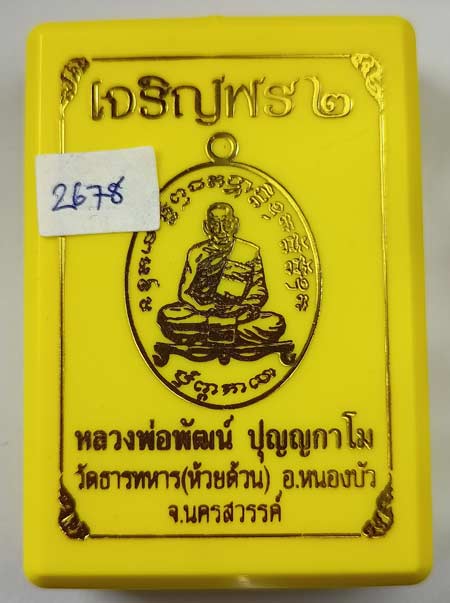 เจริญพร ๒
2678
หลวงพ่อพัฒน์ ปุญญกาโม
วัดธารทหาร(ห้วยด้วน) อ.หนองบัว
จ.นครสวรรค์